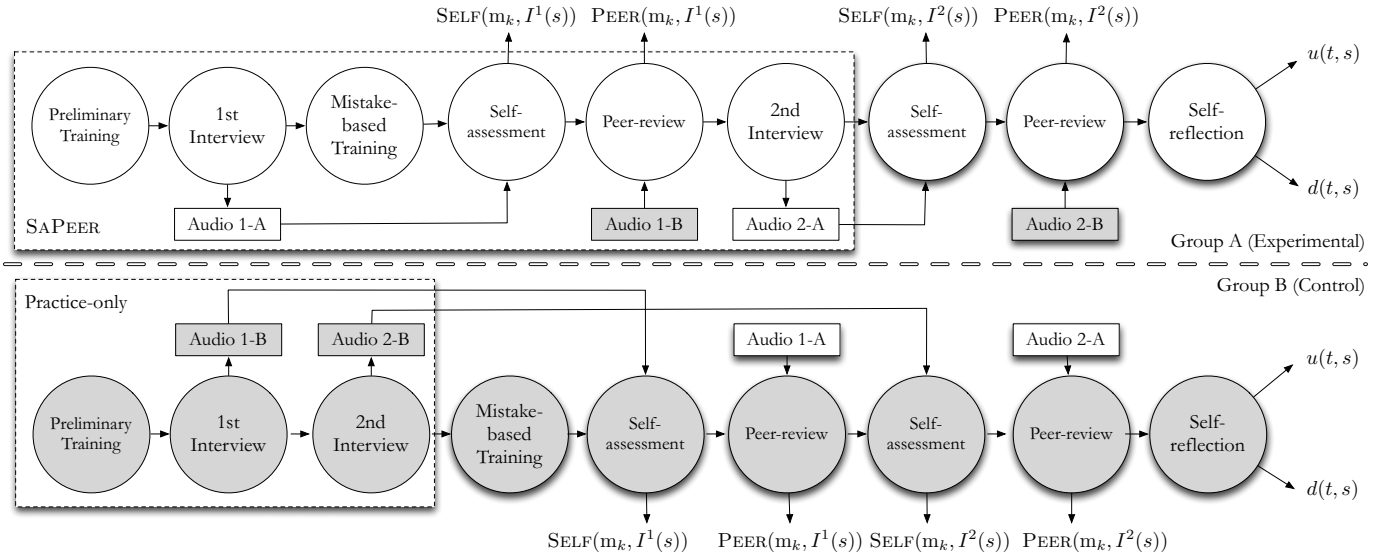 SELF(m_k, I^1(s)) PEER(m_k, I^1(s)) SELF(m_k, I^2(s)) PEER(m_k, I^2(s))
u(t, s)
Preliminary
Training
1st
Interview
Mistake-
based
Training
Self-
assessment
Peer-review
2nd
Interview
Self-
assessment
Peer-review
Self-
reflection
d(t, s)
SAPEER
Audio 1-A
Audio 1-B
Audio 2-A
Audio 2-B
Group A (Experimental)
Group B (Control)
Practice-only
Audio 1-B
Audio 2-B
Audio 1-A
Audio 2-A
u(t, s)
Preliminary
Training
1st
Interview
2nd
Interview
Mistake-
based
Training
Self-
assessment
Peer-review
Self-
assessment
Peer-review
Self-
reflection
d(t, s)
SELF(m_k, I^1(s)) PEER(m_k, I^1(s)) SELF(m_k, I^2(s)) PEER(m_k, I^2(s))